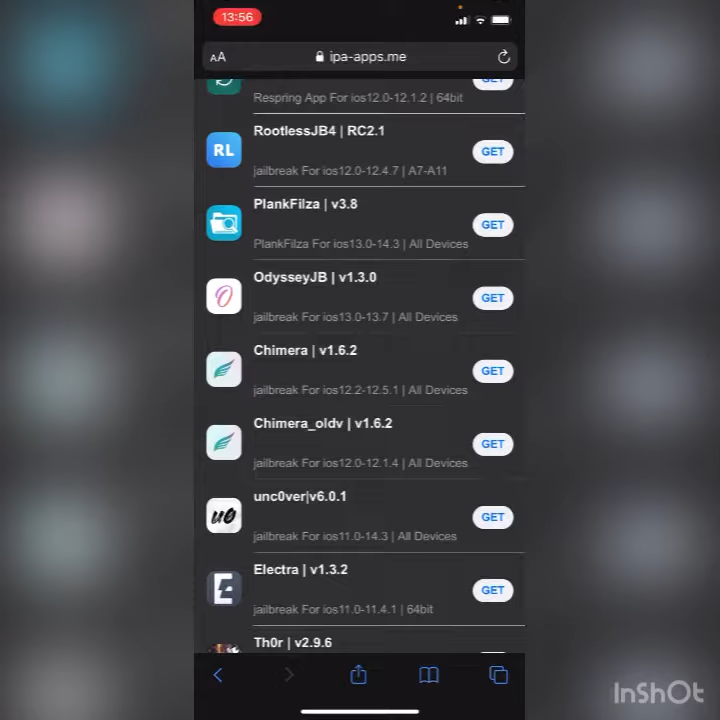 13:56
AA
ipa-apps.me
GET
Respring App For ios12.0-12.1.2 | 64bit
RL
RootlessJB4 | RC2.1
GET
jailbreak For ios12.0-12.4.7 | A7-A11
PlankFilza | v3.8
GET
PlankFilza For ios13.0-14.3 | All Devices
OdysseyJB | v1.3.0
GET
jailbreak For ios13.0-13.7 | All Devices
Chimera | v1.6.2
GET
jailbreak For ios12.2-12.5.1 | All Devices
Chimera_oldv | v1.6.2
GET
jailbreak For ios12.0-12.1.4 | All Devices
u0
unc0ver|v6.0.1
GET
jailbreak For ios11.0-14.3 | All Devices
Electra | v1.3.2
GET
jailbreak For ios11.0-11.4.1 | 64bit
Th0r | v2.9.6
InShOt